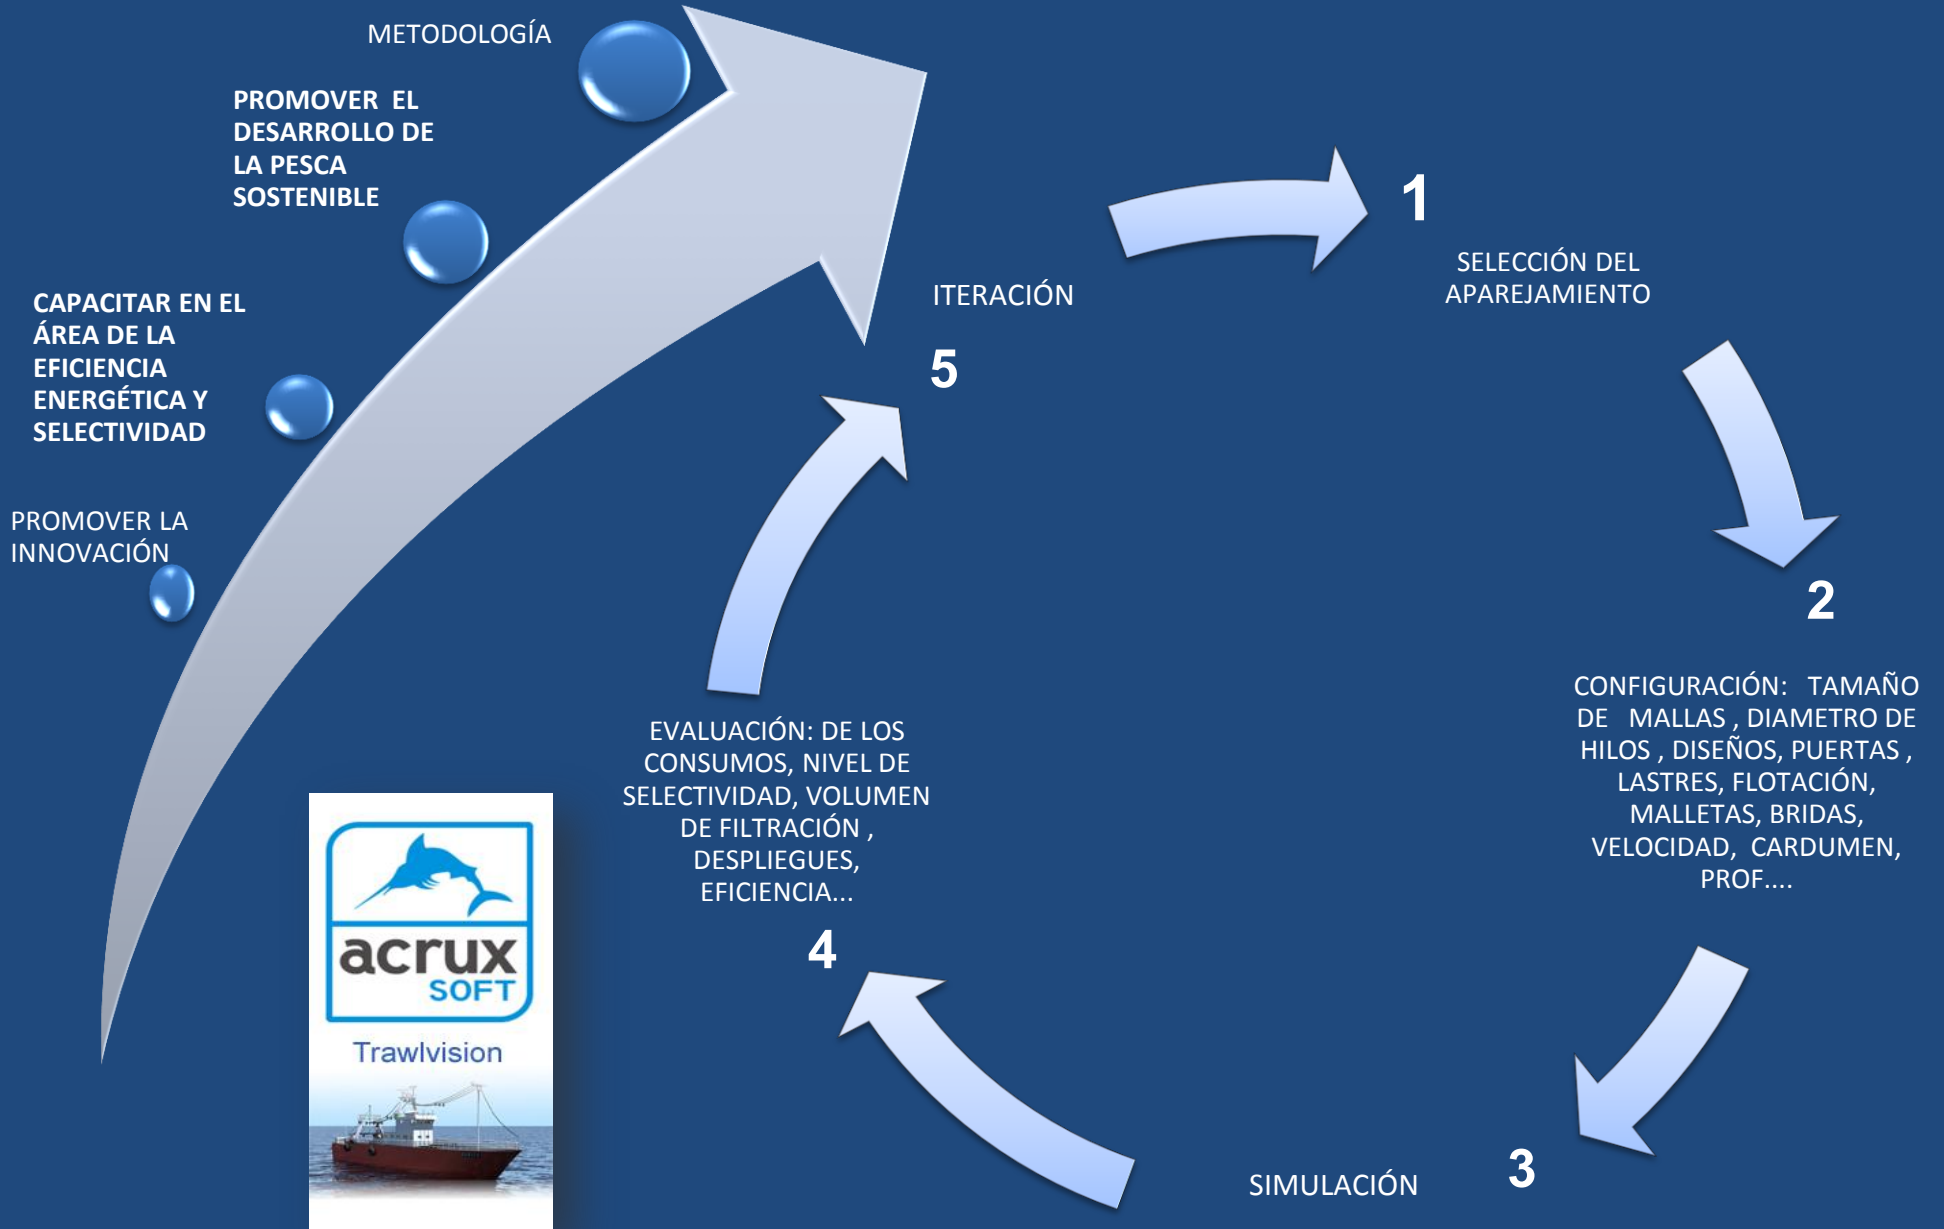 METODOLOGÍA
PROMOVER EL
DESARROLLO DE
LA PESCA
SOSTENIBLE
CAPACITAR EN EL
ÁREA DE LA
EFICIENCIA
ENERGÉTICA Y
SELECTIVIDAD
PROMOVER LA
INNOVACIÓN
1
SELECCIÓN DEL
APAREJAMIENTO
2
CONFIGURACIÓN: TAMAÑO
DE MALLAS , DIAMETRO DE
HILOS , DISEÑOS, PUERTAS ,
LASTRES, FLOTACIÓN,
MALLETAS, BRIDAS,
VELOCIDAD, CARDUMEN,
PROF....
3
SIMULACIÓN
EVALUACIÓN: DE LOS
CONSUMOS, NIVEL DE
SELECTIVIDAD, VOLUMEN
DE FILTRACIÓN ,
DESPLIEGUES,
EFICIENCIA...
4
ITERACIÓN
5
acrux
SOFT
Trawlvision